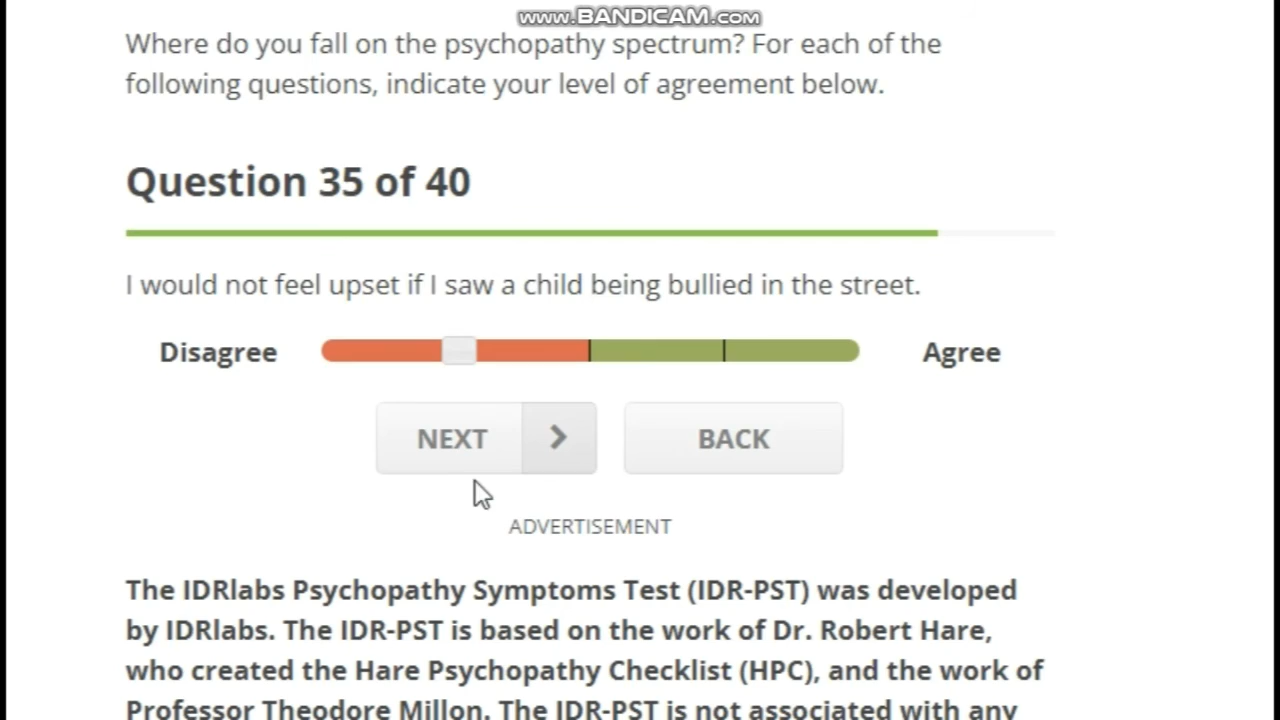 www.BANDICAM.com
Where do you fall on the psychopathy spectrum? For each of the
following questions, indicate your level of agreement below.
Question 35 of 40
I would not feel upset if I saw a child being bullied in the street.
Disagree
Agree
NEXT
BACK
ADVERTISEMENT
The IDRlabs Psychopathy Symptoms Test (IDR-PST) was developed
by IDRlabs. The IDR-PST is based on the work of Dr. Robert Hare,
who created the Hare Psychopathy Checklist (HPC), and the work of
Professor Theodore Millon. The IDR-PST is not associated with any